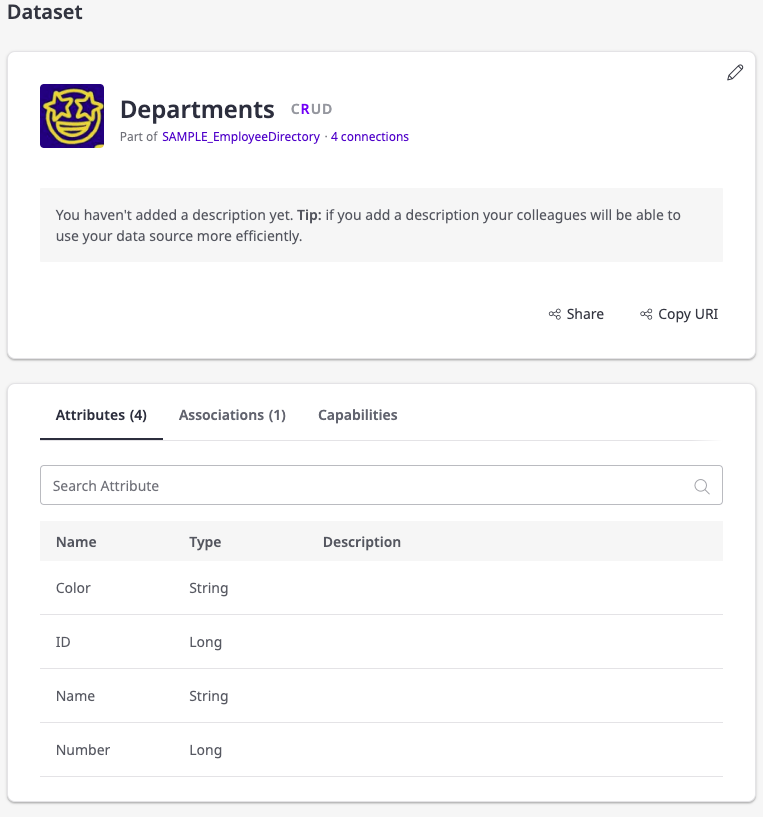 Dataset
Departments CRUD
Part of SAMPLE_EmployeeDirectory · 4 connections
You haven't added a description yet. Tip: if you add a description your colleagues will be able to
use your data source more efficiently.
Share Copy URI
Attributes (4) Associations (1) Capabilities
Search Attribute
Name Type Description
Color String
ID Long
Name String
Number Long